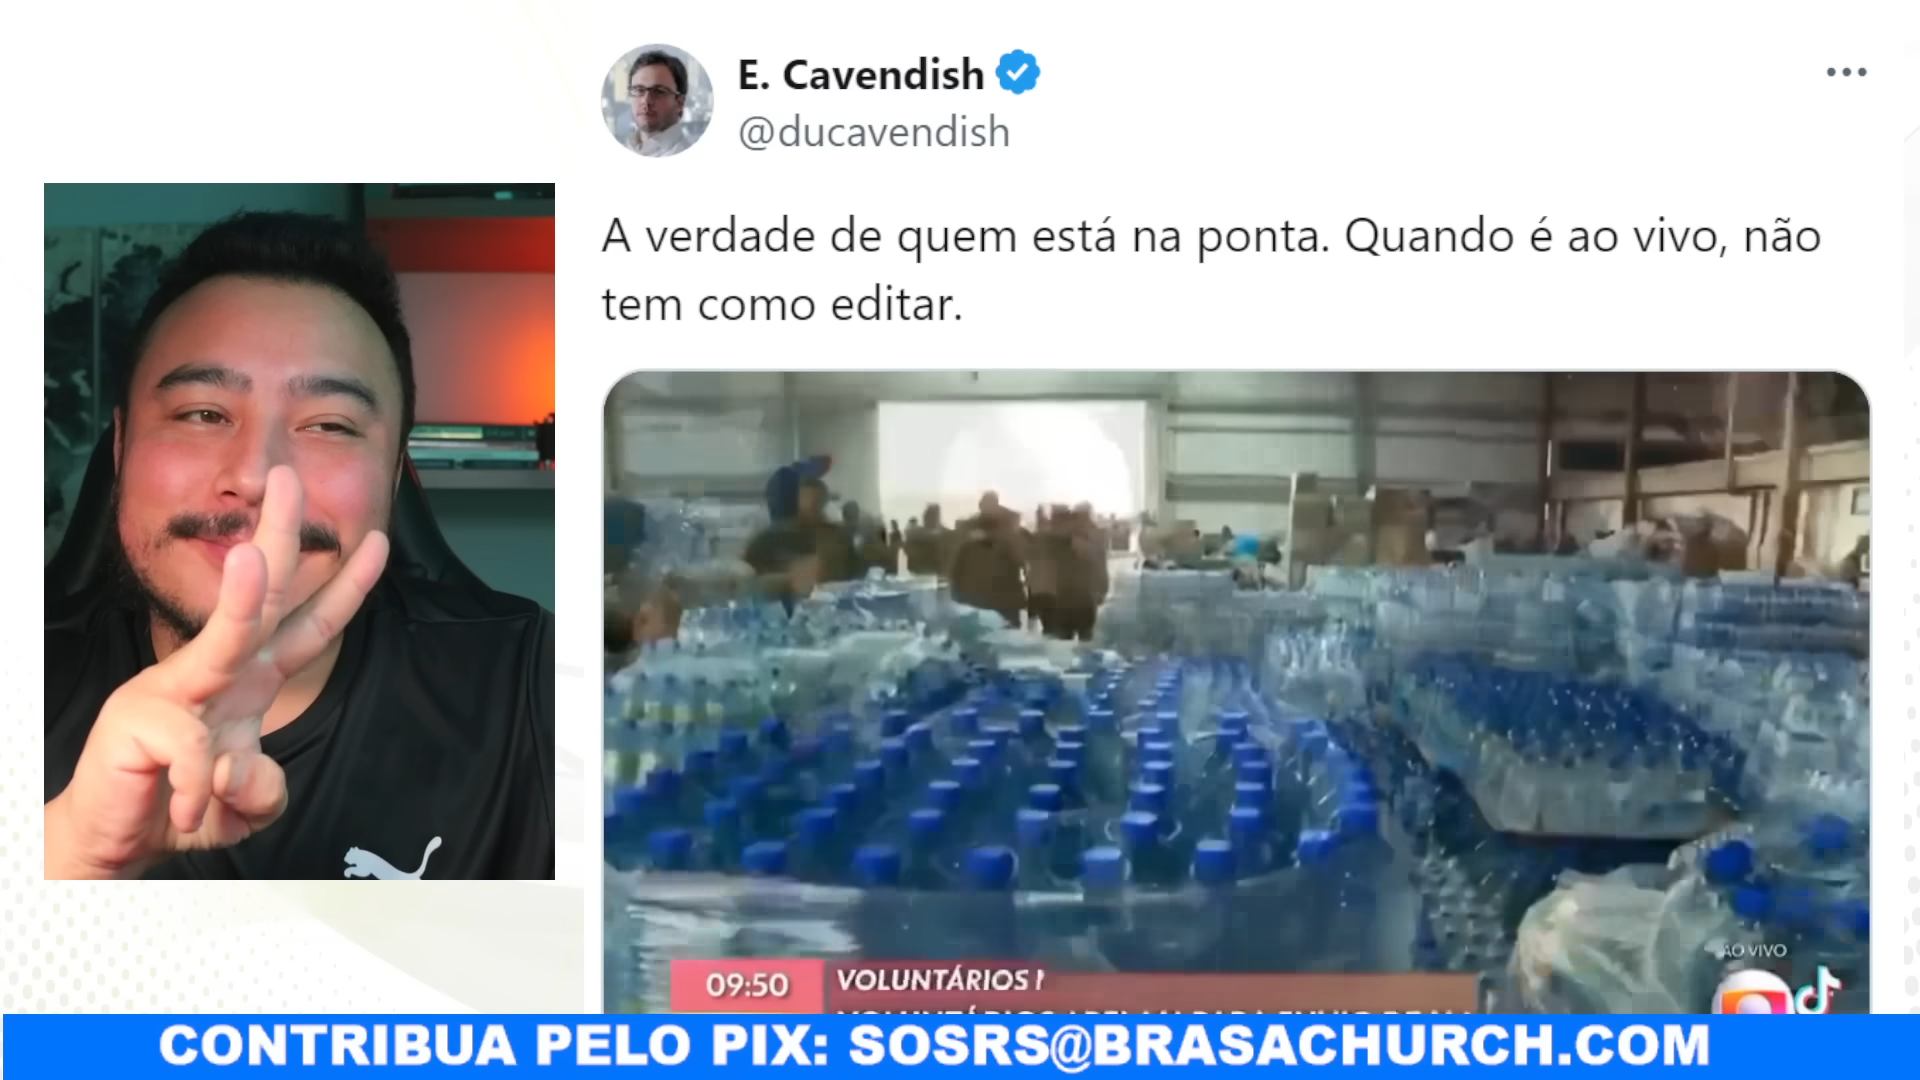 E. Cavendish
@ducavendish
A verdade de quem está na ponta. Quando é ao vivo, não
tem como editar.
AO VIVO
09:50
VOLUNTÁRIOS
CONTRIBUA PELO PIX: SOSRS@BRASACHURCH.COM